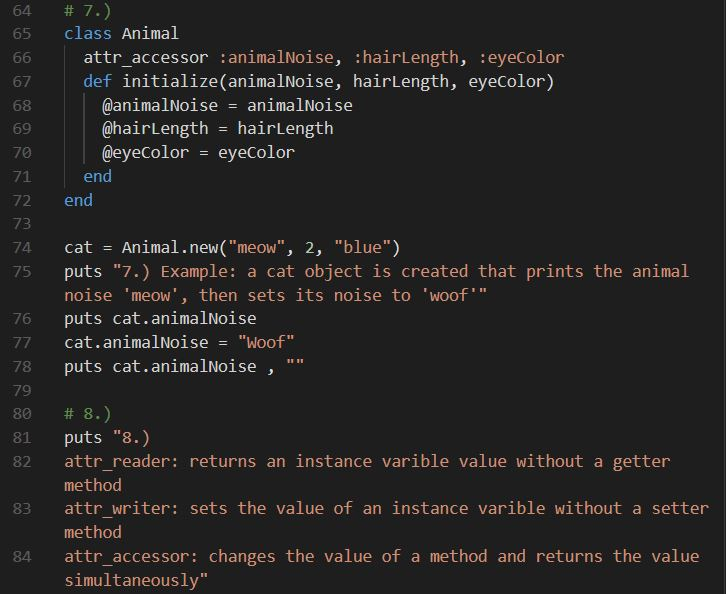 64 # 7.)
65 class Animal
66 attr_accessor :animalNoise, :hairLength, :eyeColor
67 def initialize(animalNoise, hairLength, eyeColor)
68 @animalNoise = animalNoise
69 @hairLength = hairLength
70 @eyeColor = eyeColor
71 end
72 end
73
74 cat = Animal.new("meow", 2, "blue")
75 puts "7.) Example: a cat object is created that prints the animal
noise 'meow', then sets its noise to 'woof'"
76 puts cat.animalNoise
77 cat.animalNoise = "Woof"
78 puts cat.animalNoise , ""
79
80 # 8.)
81 puts "8.)
82 attr_reader: returns an instance varible value without a getter
method
83 attr_writer: sets the value of an instance varible without a setter
method
84 attr_accessor: changes the value of a method and returns the value
simultaneously"